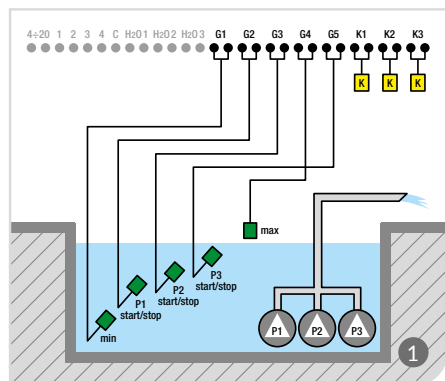 4÷20 1 2 3 4 C H2O1 H2O2 H2O3 G1 G2 G3 G4 G5 K1 K2 K3
K K K
max
P3
start/stop
P2
start/stop
P1
start/stop
min
P1 P2 P3
1